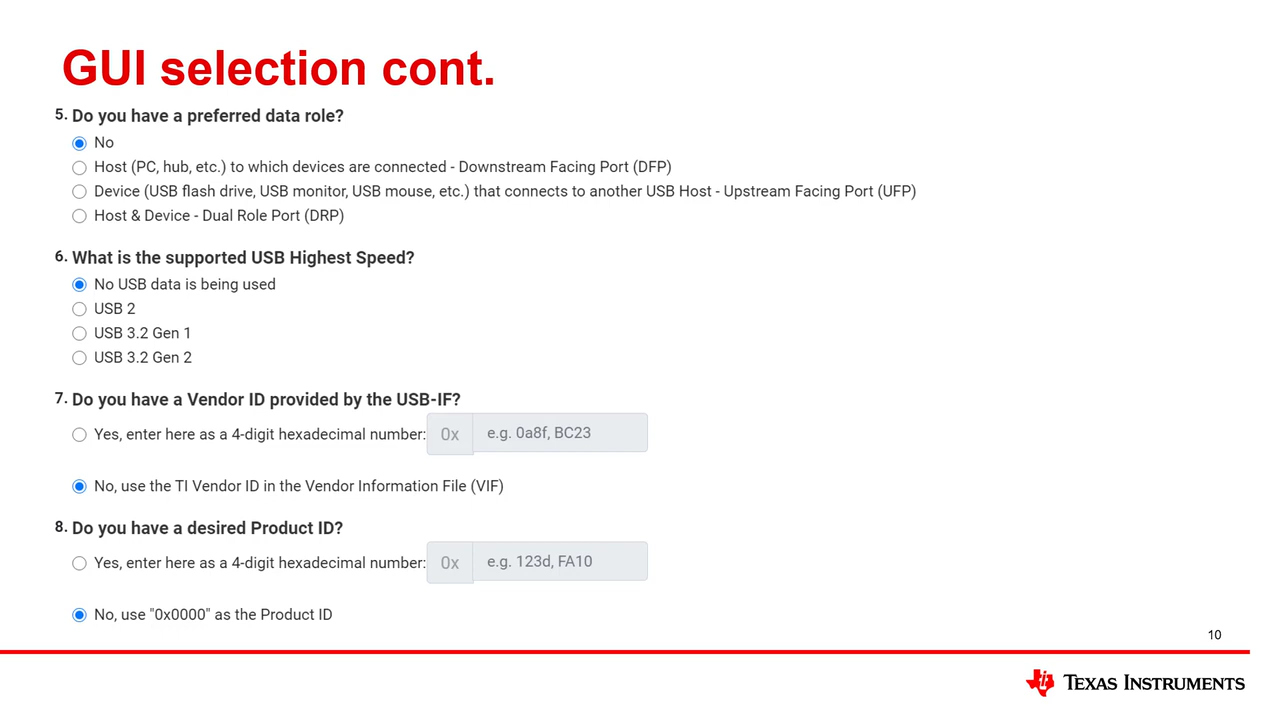 GUI selection cont.
5. Do you have a preferred data role?
No
Host (PC, hub, etc.) to which devices are connected - Downstream Facing Port (DFP)
Device (USB flash drive, USB monitor, USB mouse, etc.) that connects to another USB Host - Upstream Facing Port (UFP)
Host & Device - Dual Role Port (DRP)
6. What is the supported USB Highest Speed?
No USB data is being used
USB 2
USB 3.2 Gen 1
USB 3.2 Gen 2
7. Do you have a Vendor ID provided by the USB-IF?
Yes, enter here as a 4-digit hexadecimal number: 0x e.g. 0a8f, BC23
No, use the TI Vendor ID in the Vendor Information File (VIF)
8. Do you have a desired Product ID?
Yes, enter here as a 4-digit hexadecimal number: 0x e.g. 123d, FA10
No, use "0x0000" as the Product ID
10
TEXAS INSTRUMENTS